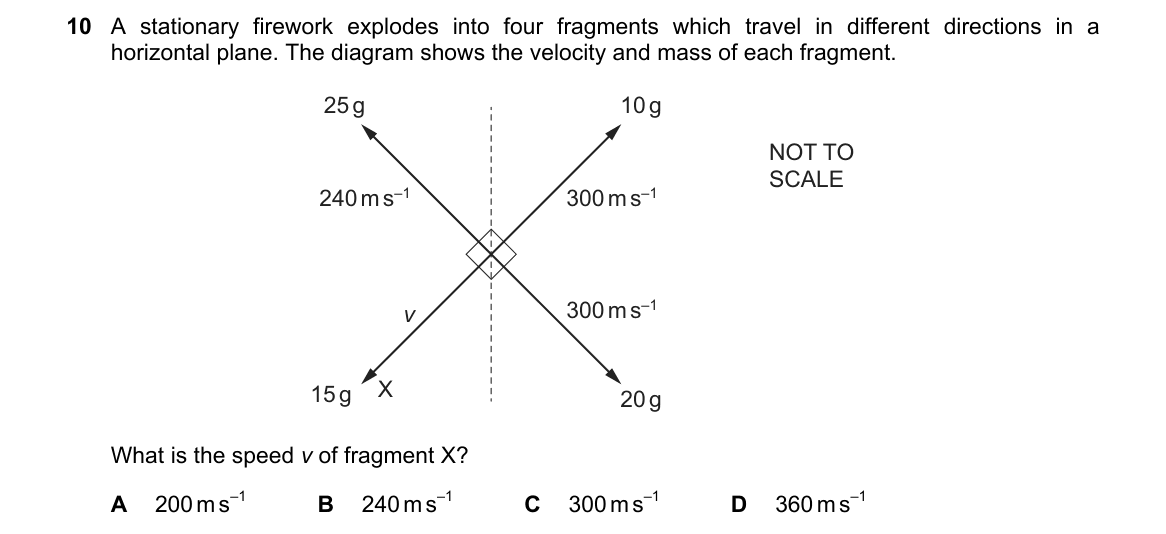 10 A stationary firework explodes into four fragments which travel in different directions in a
horizontal plane. The diagram shows the velocity and mass of each fragment.
25 g
10 g
NOT TO
SCALE
240 m s⁻¹
300 m s⁻¹
v
300 m s⁻¹
15 g X
20 g
What is the speed v of fragment X?
A 200 m s⁻¹ B 240 m s⁻¹ C 300 m s⁻¹ D 360 m s⁻¹